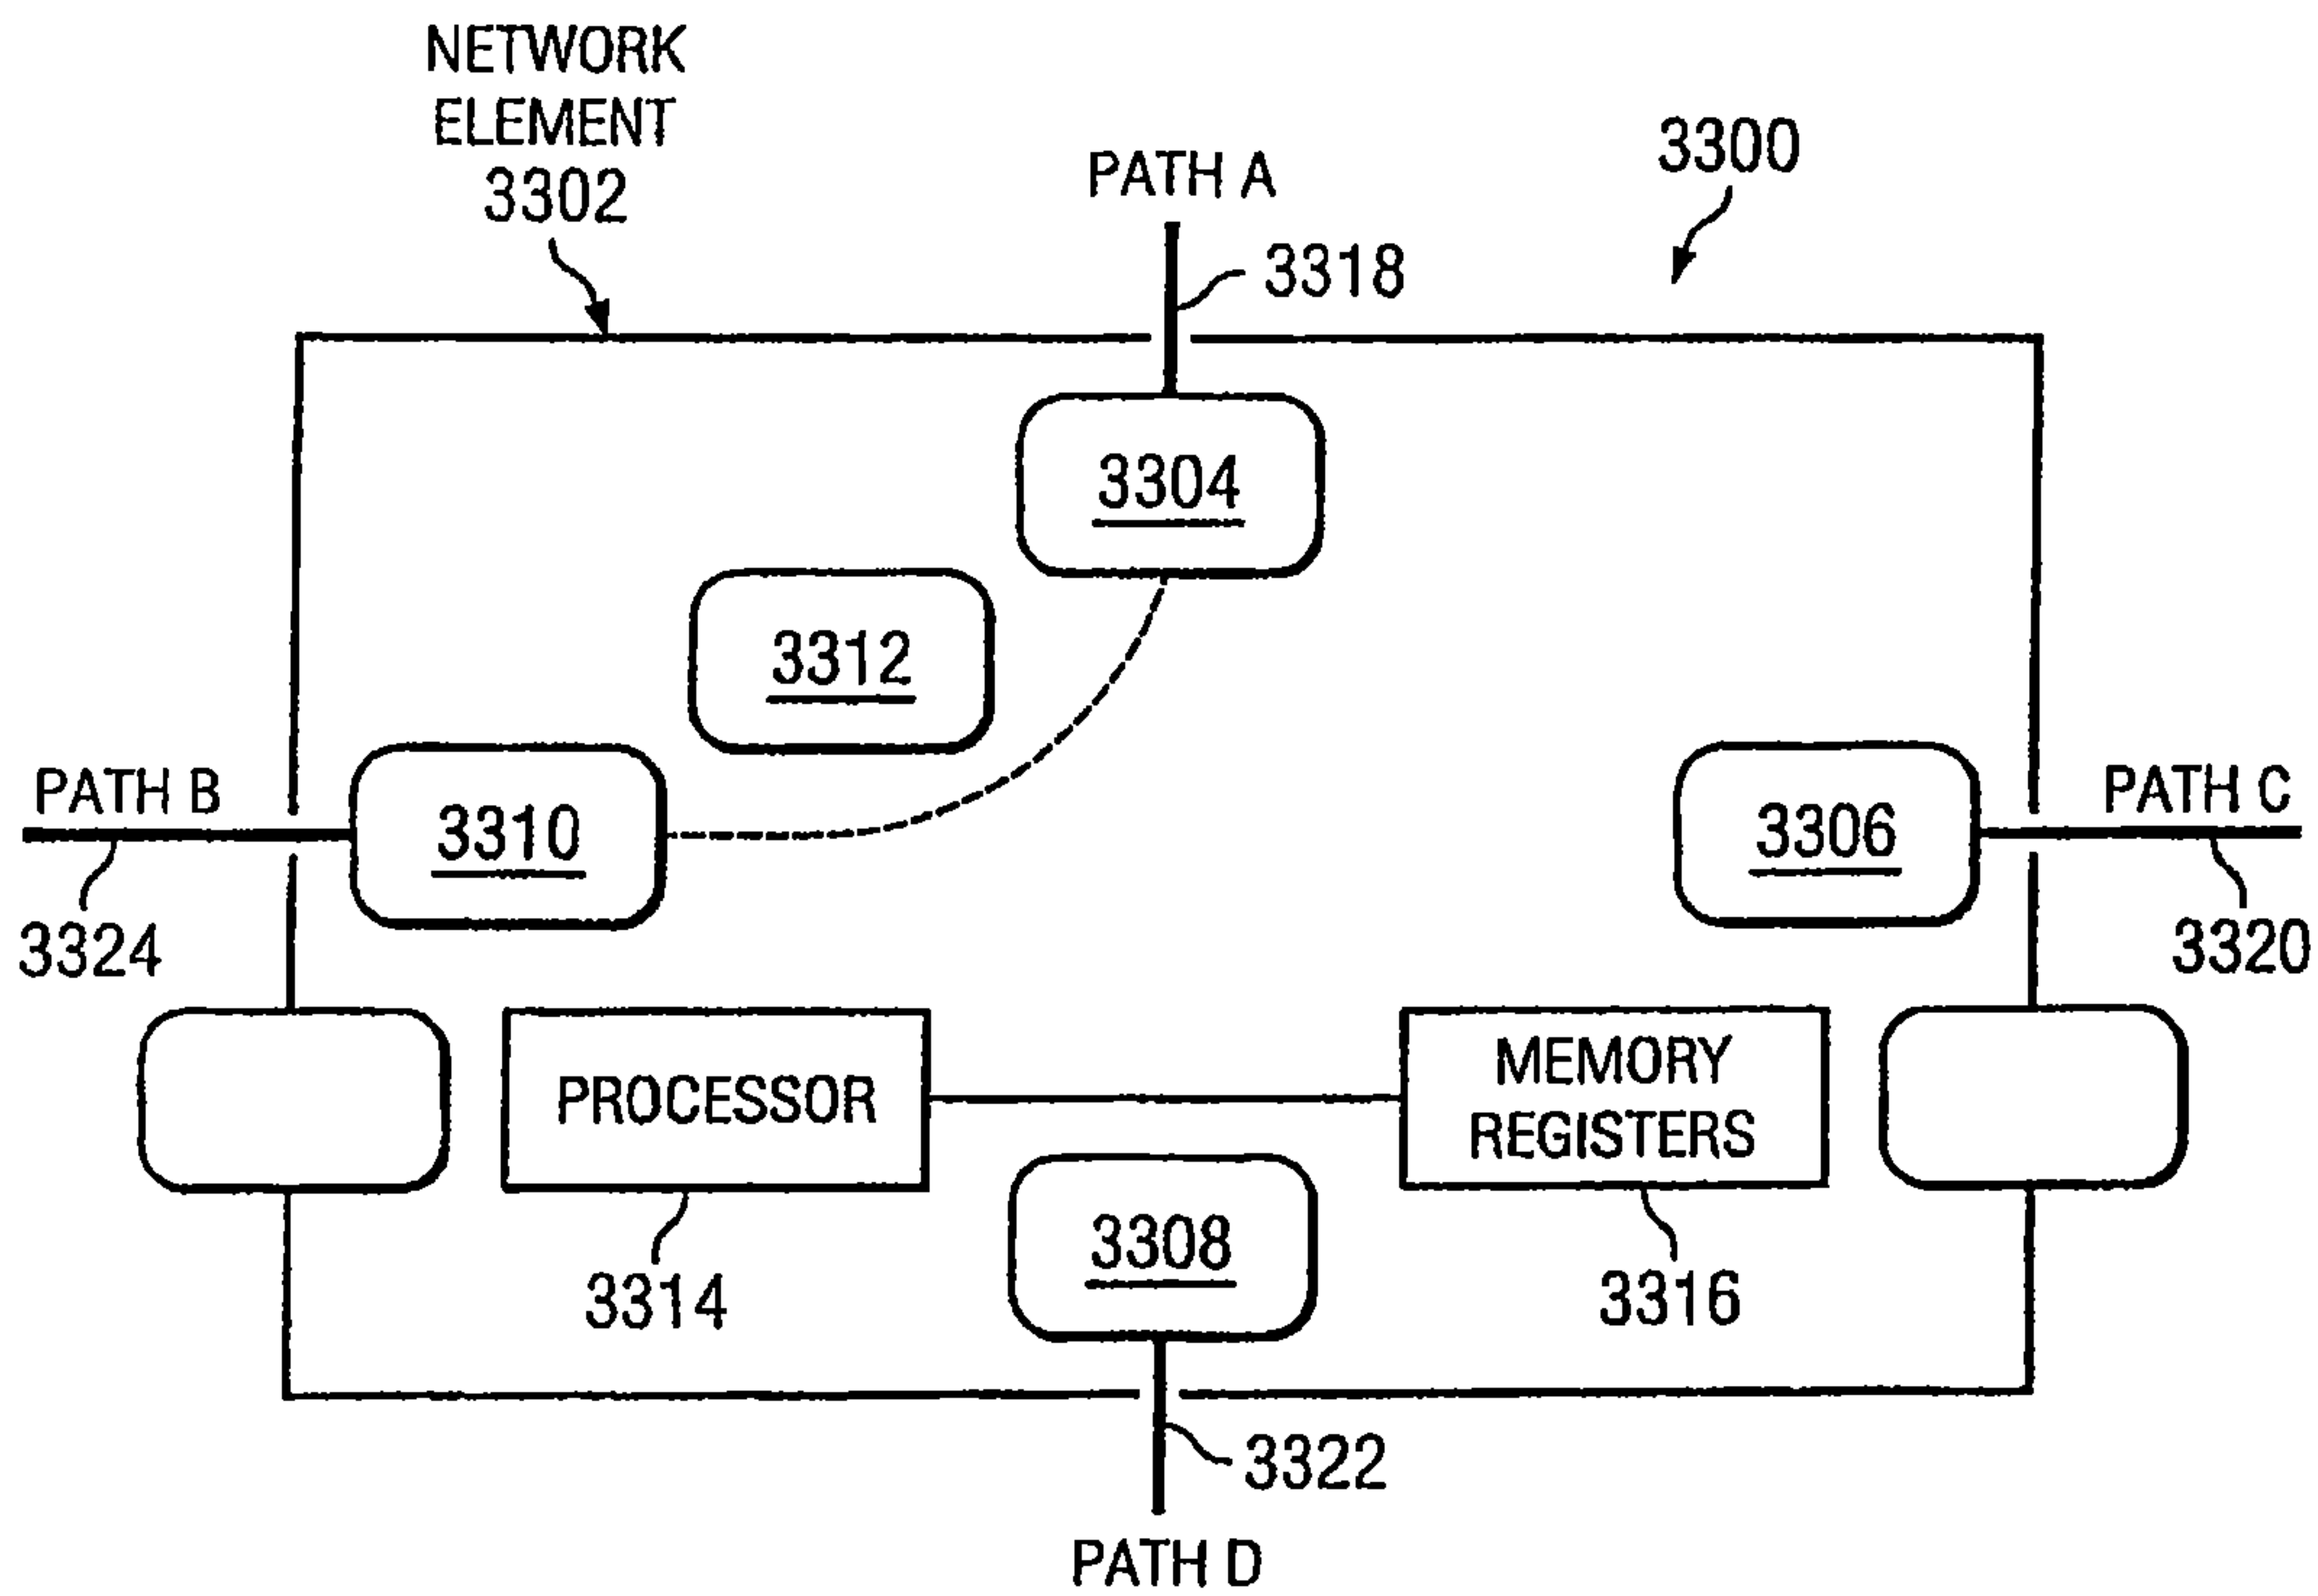 NETWORK
ELEMENT
3302
PATH A
3300
3318
3304
3312
PATH B
3310
3306
PATH C
3324
3320
PROCESSOR
MEMORY
REGISTERS
3308
3314
3316
3322
PATH D